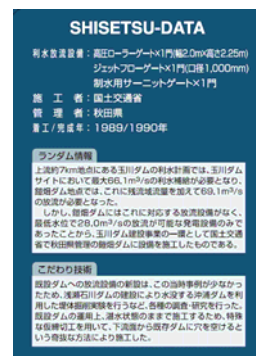 SHISETSU-DATA
利水放流設備：高圧ローラーゲート×1門(幅2.0m×高さ2.25m)
ジェットフローゲート×1門(口径1,000mm)
制水用サーニットゲート×1門
施工者：国土交通省
管理者：秋田県
着工/完成年：1989/1990年
ランダム情報
上流約7km地点にある玉川ダムの利水計画では、玉川ダム
サイトにおいて最大66.1m³/sの利水補給が必要となり、
鎧畑ダム地点では、これに残流域流量を加えて69.1m³/s
の放流が必要となった。
しかし、鎧畑ダムにはこれに対応する放流設備がなく、
最低水位で28.0m³/sの放流が可能な発電設備のみで
あったことから、玉川ダム建設事業の一環として国土交通
省で秋田県管理の鎧畑ダムに設備を施工したものである。
こだわり技術
既設ダムへの放流設備の新設は、この当時事例が少なかっ
たため、浅瀬石川ダムの建設により水没する沖浦ダムを利
用した堤体掘削実験を行うなど、各種の調査・研究を行った。
既設ダムの運用上、湛水状態のままで施工するため、特殊
な仮締切工を用いて、下流面から既存ダムに穴を空けると
いう奇抜な方法により施工した。